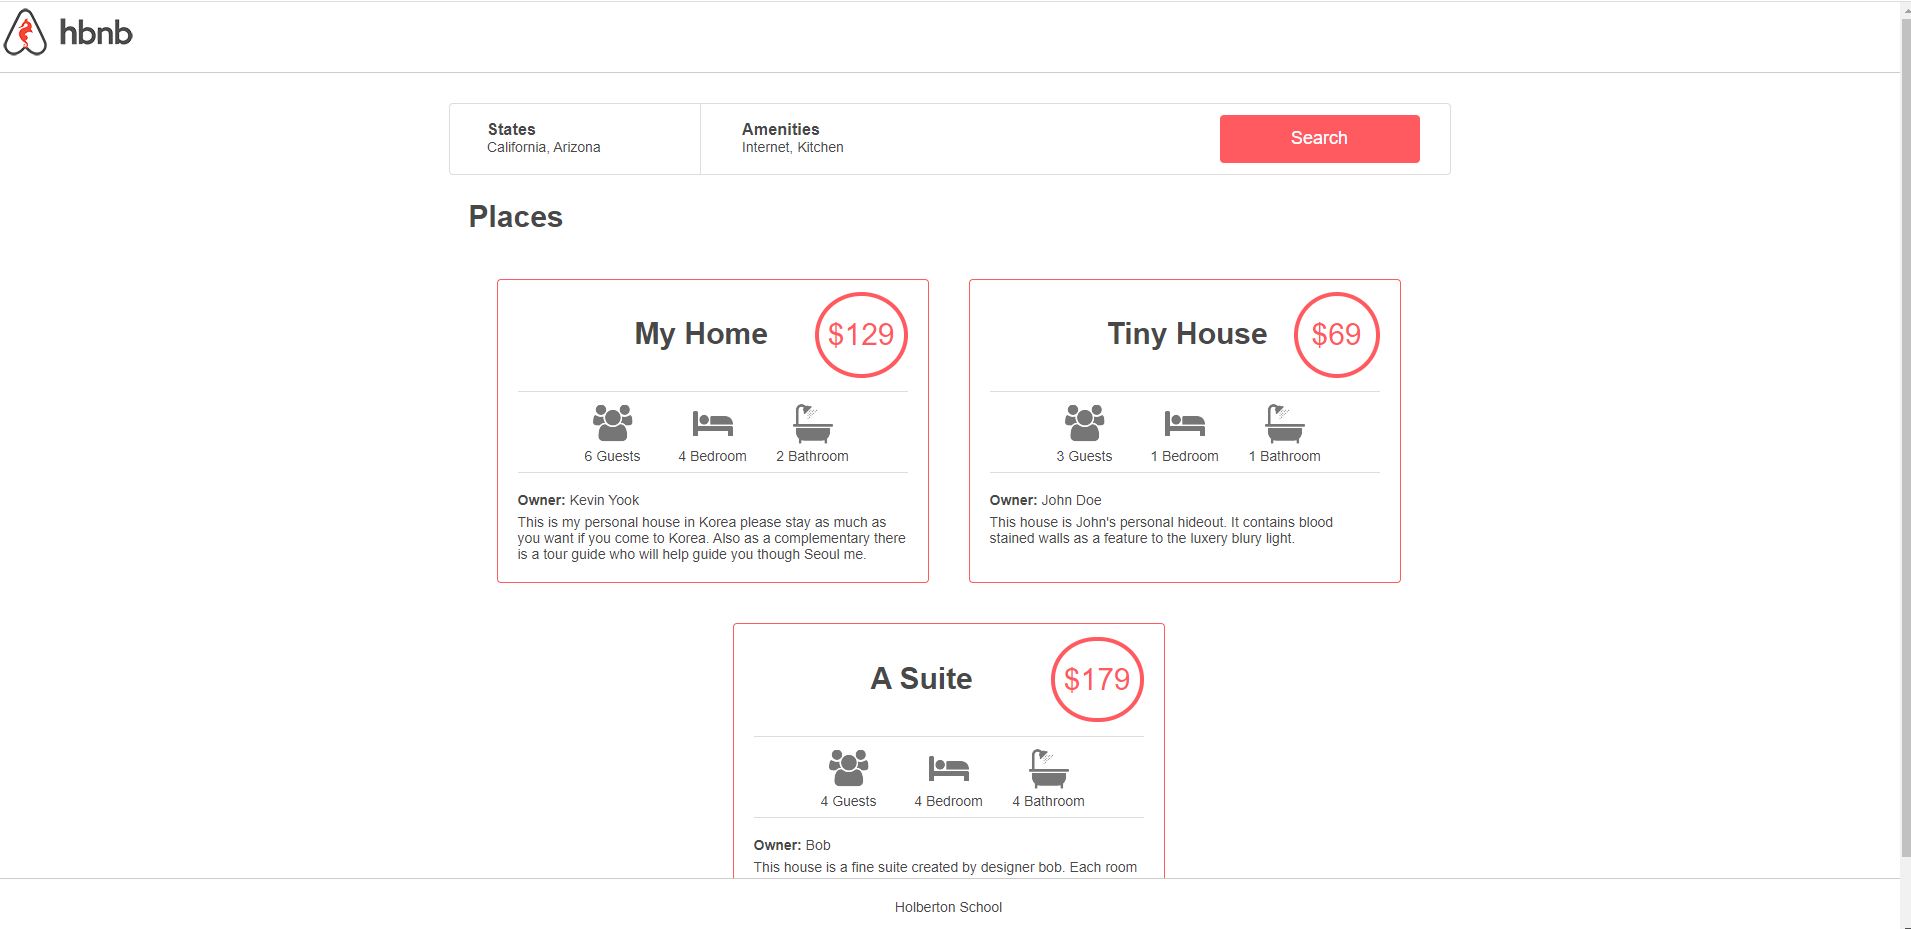 hbnb
States
California, Arizona
Amenities
Internet, Kitchen
Search
Places
My Home
$129
6 Guests
4 Bedroom
2 Bathroom
Owner: Kevin Yook
This is my personal house in Korea please stay as much as
you want if you come to Korea. Also as a complementary there
is a tour guide who will help guide you though Seoul me.
Tiny House
$69
3 Guests
1 Bedroom
1 Bathroom
Owner: John Doe
This house is John's personal hideout. It contains blood
stained walls as a feature to the luxery blury light.
A Suite
$179
4 Guests
4 Bedroom
4 Bathroom
Owner: Bob
This house is a fine suite created by designer bob. Each room
Holberton School